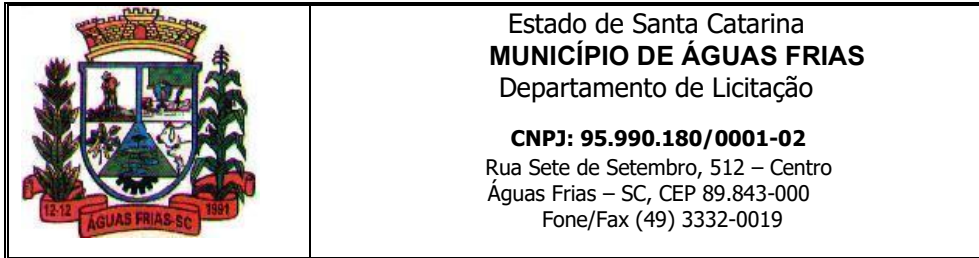 12-12
ÁGUAS FRIAS-SC
1991
Estado de Santa Catarina
MUNICÍPIO DE ÁGUAS FRIAS
Departamento de Licitação
CNPJ: 95.990.180/0001-02
Rua Sete de Setembro, 512 – Centro
Águas Frias – SC, CEP 89.843-000
Fone/Fax (49) 3332-0019